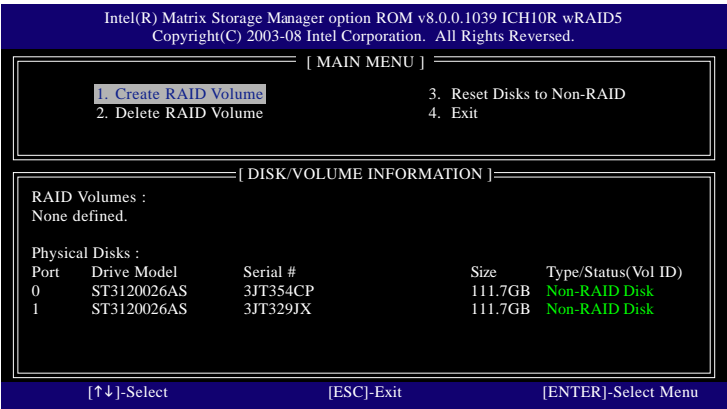 Intel(R) Matrix Storage Manager option ROM v8.0.0.1039 ICH10R wRAID5
Copyright(C) 2003-08 Intel Corporation.  All Rights Reversed.
[ MAIN MENU ]
1.  Create RAID Volume 3.  Reset Disks to Non-RAID
2.  Delete RAID Volume 4.  Exit
[ DISK/VOLUME INFORMATION ]
RAID Volumes :
None defined.
Physical Disks :
Port Drive Model Serial # Size Type/Status(Vol ID)
0 ST3120026AS 3JT354CP 111.7GB Non-RAID Disk
1 ST3120026AS 3JT329JX 111.7GB Non-RAID Disk
[↑↓]-Select [ESC]-Exit [ENTER]-Select Menu